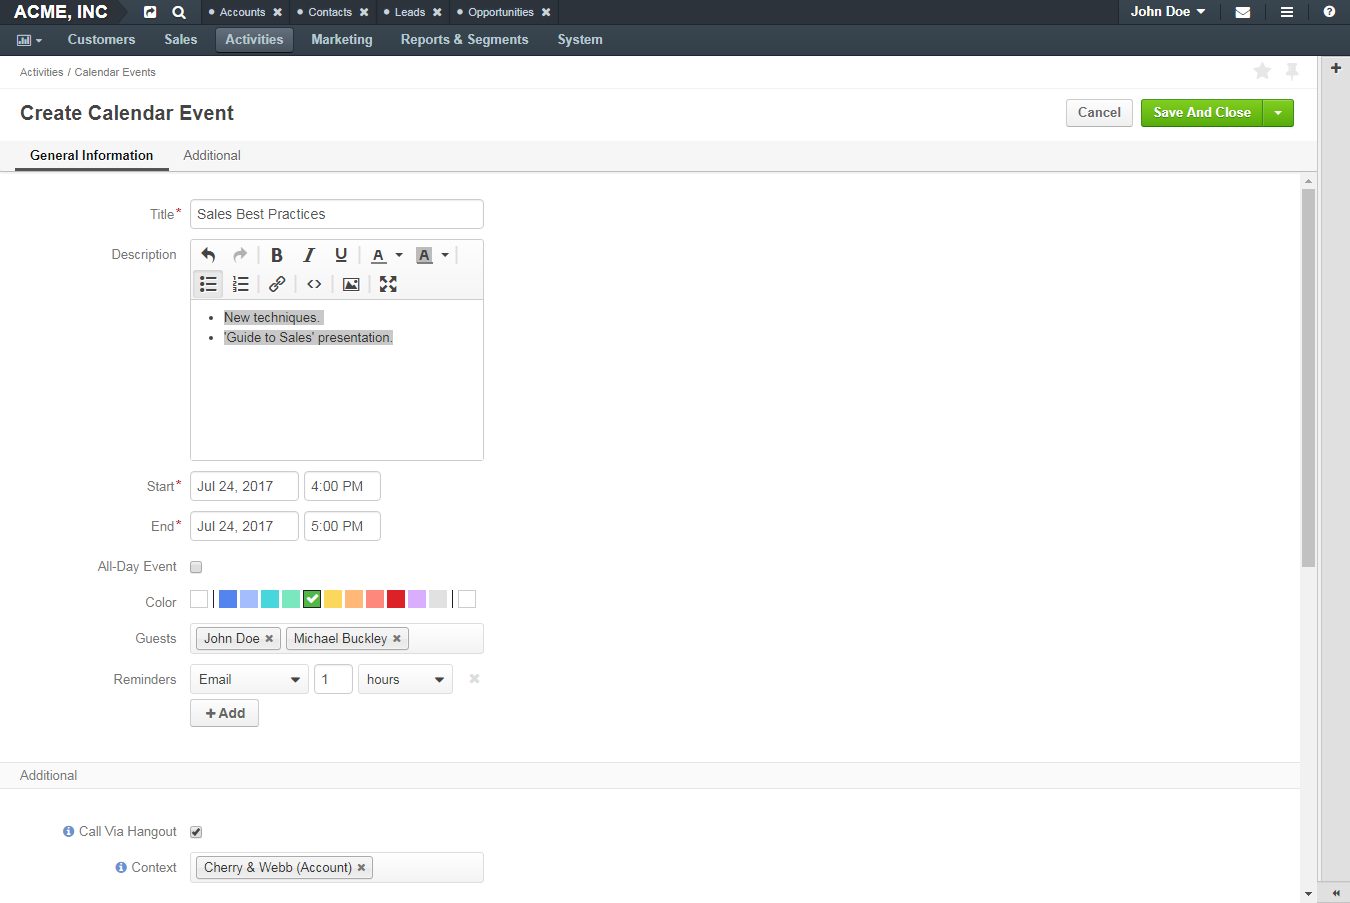 ACME, INC Accounts Contacts Leads Opportunities John Doe
Customers Sales Activities Marketing Reports & Segments System
Activities / Calendar Events
Create Calendar Event Cancel Save And Close
General Information Additional
Title* Sales Best Practices
Description B I U A A
• New techniques.
• 'Guide to Sales' presentation.
Start* Jul 24, 2017 4:00 PM
End* Jul 24, 2017 5:00 PM
All-Day Event
Color
Guests John Doe Michael Buckley
Reminders Email 1 hours
+ Add
Additional
Call Via Hangout
Context Cherry & Webb (Account)